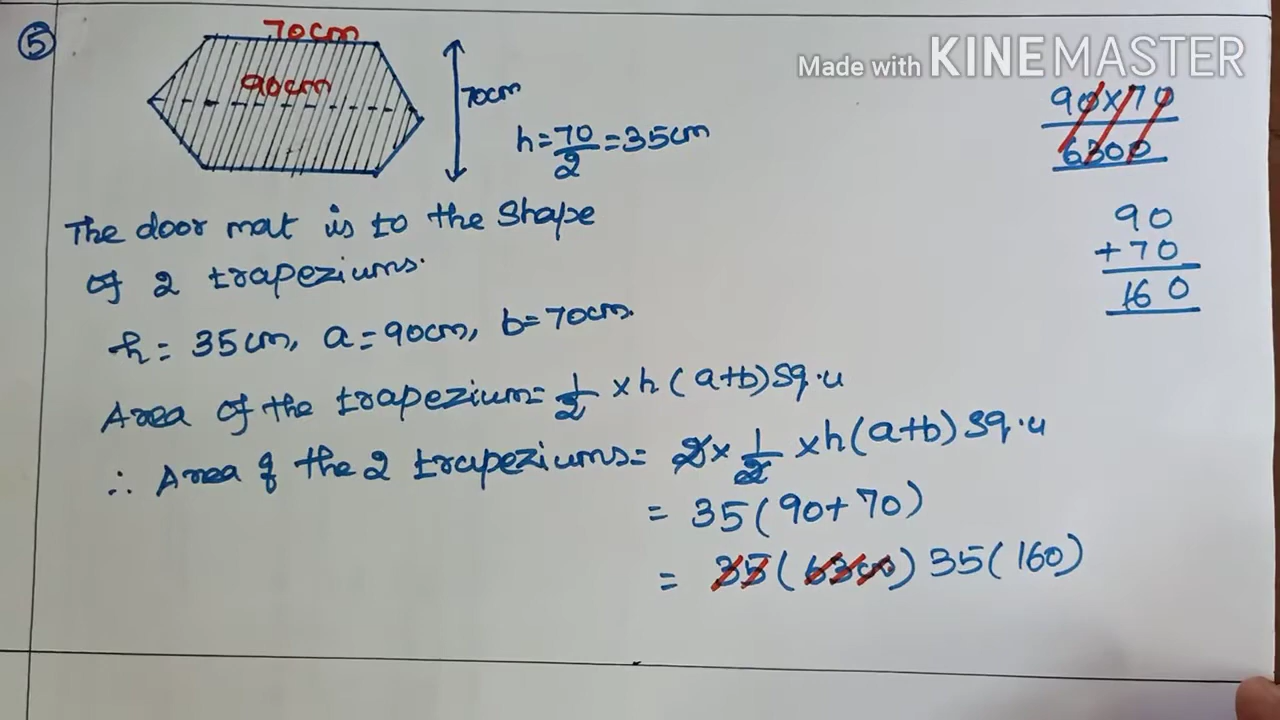 5
70cm
90cm
70cm
h = 70/2 = 35cm
Made with KINEMASTER
90x70
6300
90
+70
160
The door mat is to the shape
of 2 trapeziums.
h = 35cm, a = 90cm, b = 70cm.
Area of the trapezium = 1/2 x h (a+b) sq.u
∴ Area of the 2 trapeziums = 2 x 1/2 x h (a+b) sq.u
= 35 (90+70)
= 35 (6300) 35 (160)